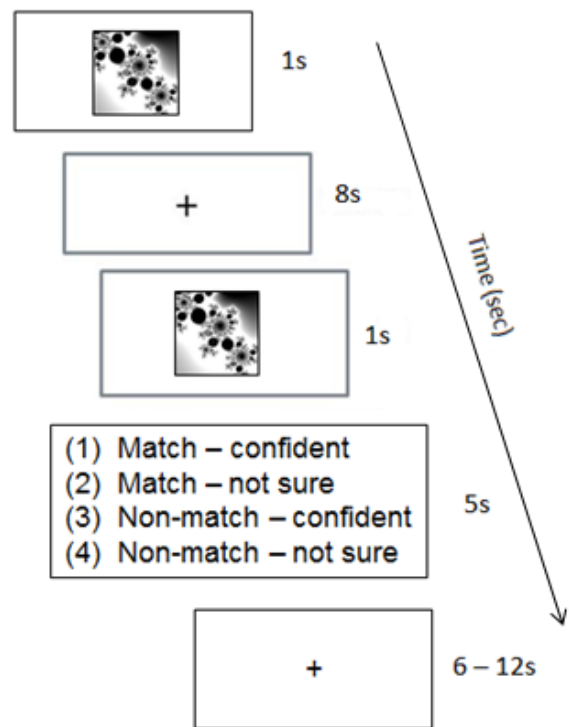 1s
+
8s
1s
Time (sec)
(1) Match – confident
(2) Match – not sure
(3) Non-match – confident
(4) Non-match – not sure
5s
+
6 – 12s